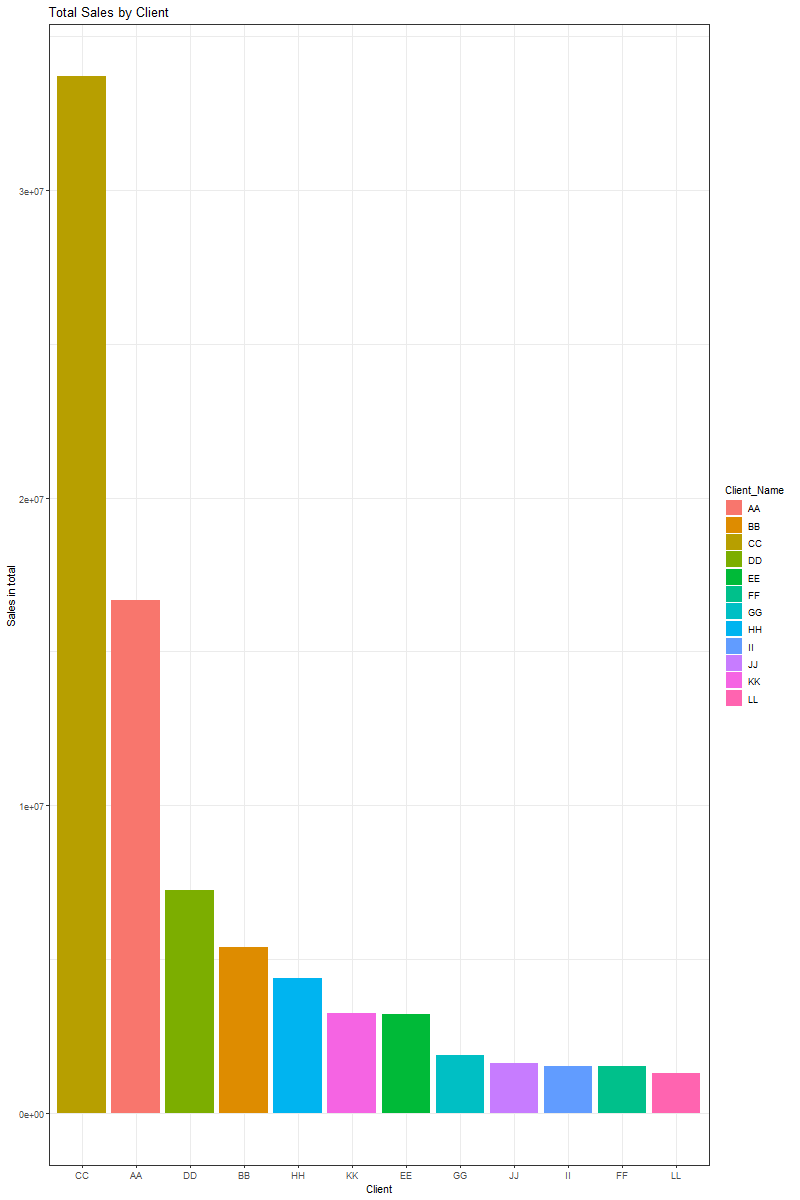 Total Sales by Client
3e+07
2e+07
1e+07
0e+00
Sales in total
CC AA DD BB HH KK EE GG JJ II FF LL
Client
Client_Name
AA
BB
CC
DD
EE
FF
GG
HH
II
JJ
KK
LL